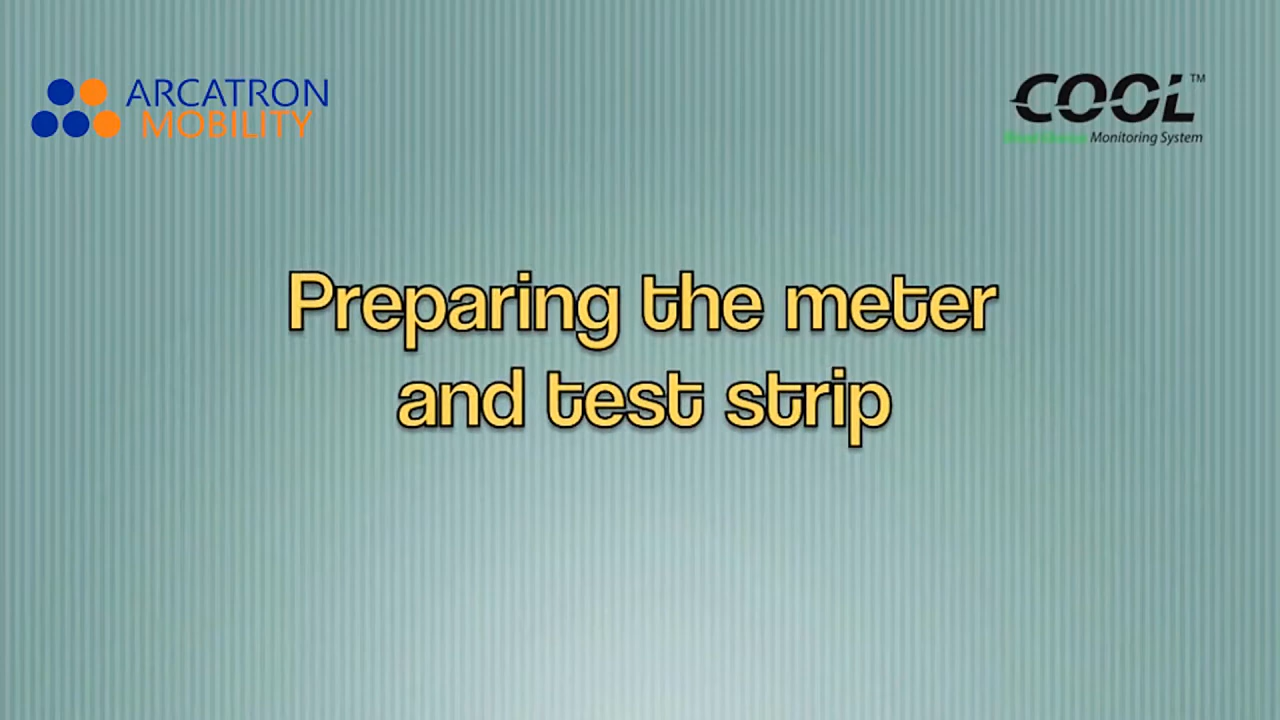 ARCATRON
MOBILITY
COOL™
Monitoring System
Preparing the meter
and test strip